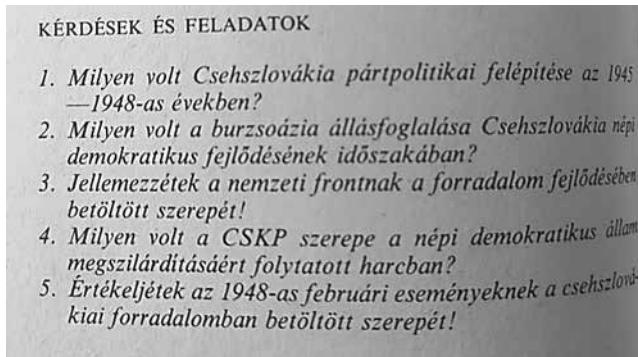 KÉRDÉSEK ÉS FELADATOK
1. Milyen volt Csehszlovákia pártpolitikai felépítése az 1945
—1948-as években?
2. Milyen volt a burzsoázia állásfoglalása Csehszlovákia népi
demokratikus fejlődésének időszakában?
3. Jellemezzétek a nemzeti frontnak a forradalom fejlődésében
betöltött szerepét!
4. Milyen volt a CSKP szerepe a népi demokratikus állam
megszilárdításáért folytatott harcban?
5. Értékeljétek az 1948-as februári eseményeknek a csehszlová-
kiai forradalomban betöltött szerepét!